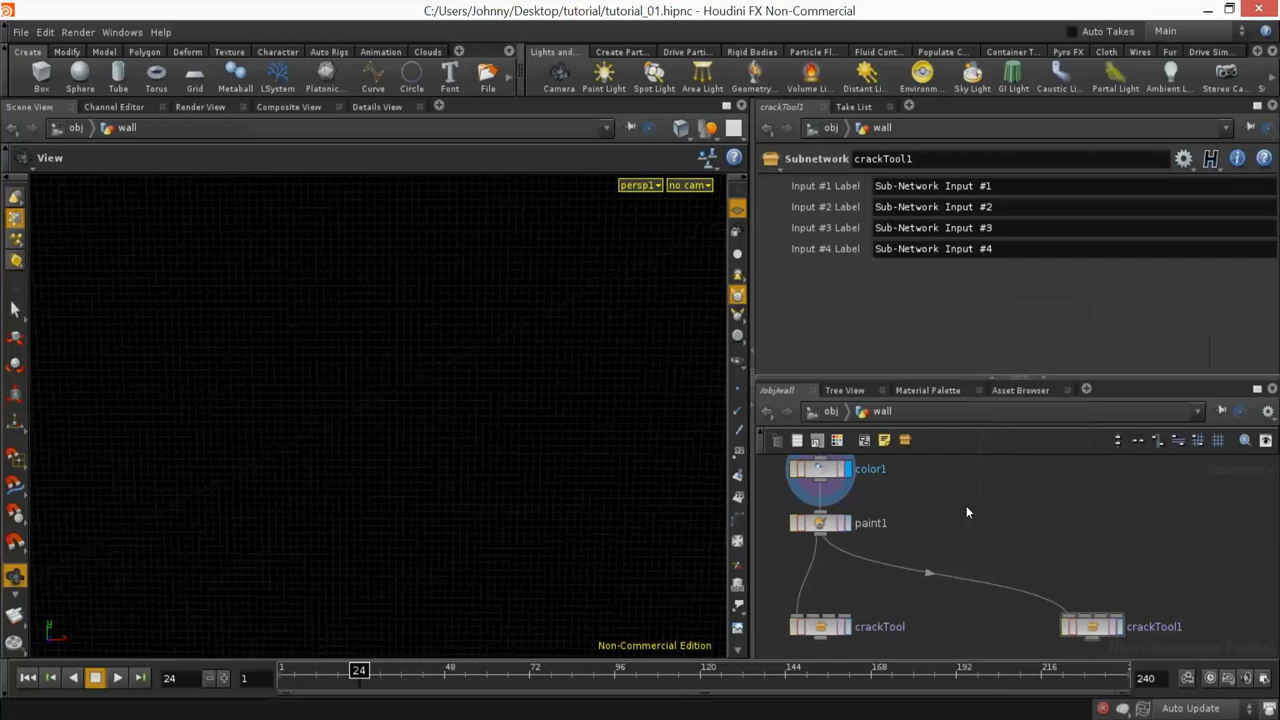 C:/Users/Johnny/Desktop/tutorial/tutorial_01.hipnc - Houdini FX Non-Commercial
File Edit Render Windows Help
Auto Takes Main
Create Modify Model Polygon Deform Texture Character Auto Rigs Animation Clouds
Lights and... Create Part... Drive Parti... Rigid Bodies Particle Fl... Fluid Cont... Populate C... Container T... Pyro FX Cloth Wires Fur Drive Sim...
Box Sphere Tube Torus Grid Metaball LSystem Platonic... Curve Circle Font File
Camera Point Light Spot Light Area Light Geometry... Volume Li... Distant Li... Environm... Sky Light GI Light Caustic Li... Portal Light Ambient L... Stereo Ca...
Scene View Channel Editor Render View Composite View Details View
crackTool1 Take List
obj wall
obj wall
View
persp1 no cam
Subnetwork crackTool1
Input #1 Label Sub-Network Input #1
Input #2 Label Sub-Network Input #2
Input #3 Label Sub-Network Input #3
Input #4 Label Sub-Network Input #4
/obj/wall Tree View Material Palette Asset Browser
obj wall
color1
paint1
crackTool crackTool1
y
x
Non-Commercial Edition
24 1
1 24 48 72 96 120 144 168 192 216
240
Auto Update